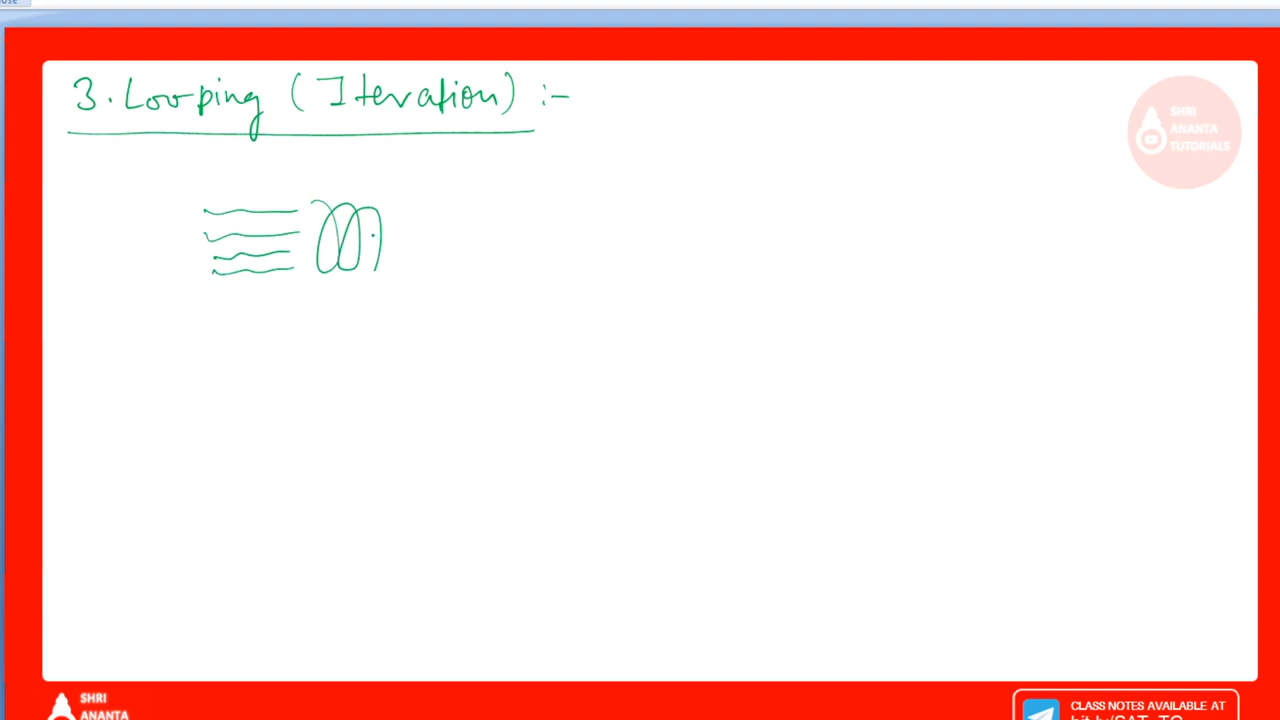 3. Looping (Iteration) :-
SHRI
ANANTA
TUTORIALS
SHRI
ANANTA
CLASS NOTES AVAILABLE AT